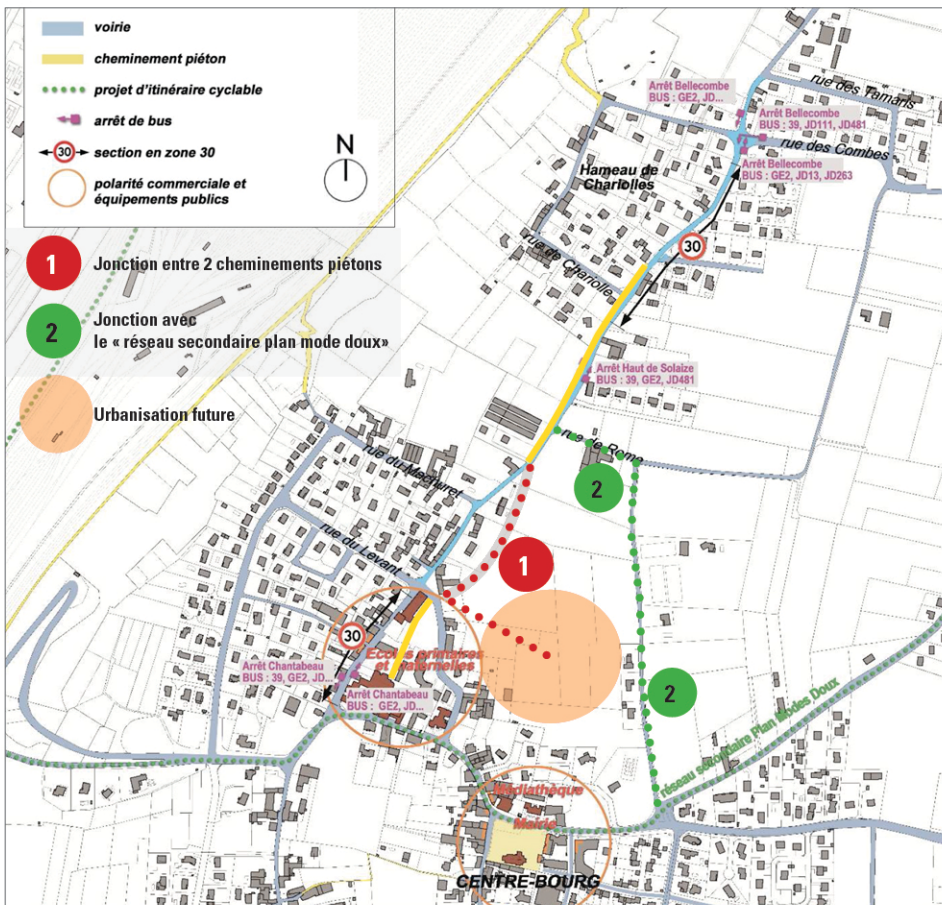 voirie
cheminement piéton
projet d'itinéraire cyclable
arrêt de bus
30
section en zone 30
polarité commerciale et
équipements publics
N
1
Jonction entre 2 cheminements piétons
2
Jonction avec
le « réseau secondaire plan mode doux»
Urbanisation future
rue des Tamaris
Arrêt Bellecombe
BUS : GE2, JD...
Arrêt Bellecombe
BUS : 39, JD111, JD481
rue des Combes
Arrêt Bellecombe
BUS : GE2, JD13, JD263
Hameau de
Chariolles
30
rue de Chariolle
Arrêt Haut de Solaize
BUS : 39, GE2, JD481
rue de Roma
2
rue du Machuret
1
rue du Levant
30
Ecoles primaires
et maternelles
Arrêt Chantabeau
BUS : 39, GE2, JD...
Arrêt Chantabeau
BUS : GE2, JD...
2
réseau secondaire Plan Modes Doux
Médiathèque
Mairie
CENTRE-BOURG